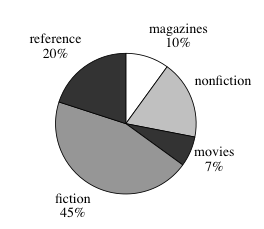 magazines
10%
reference
20%
nonfiction
movies
7%
fiction
45%